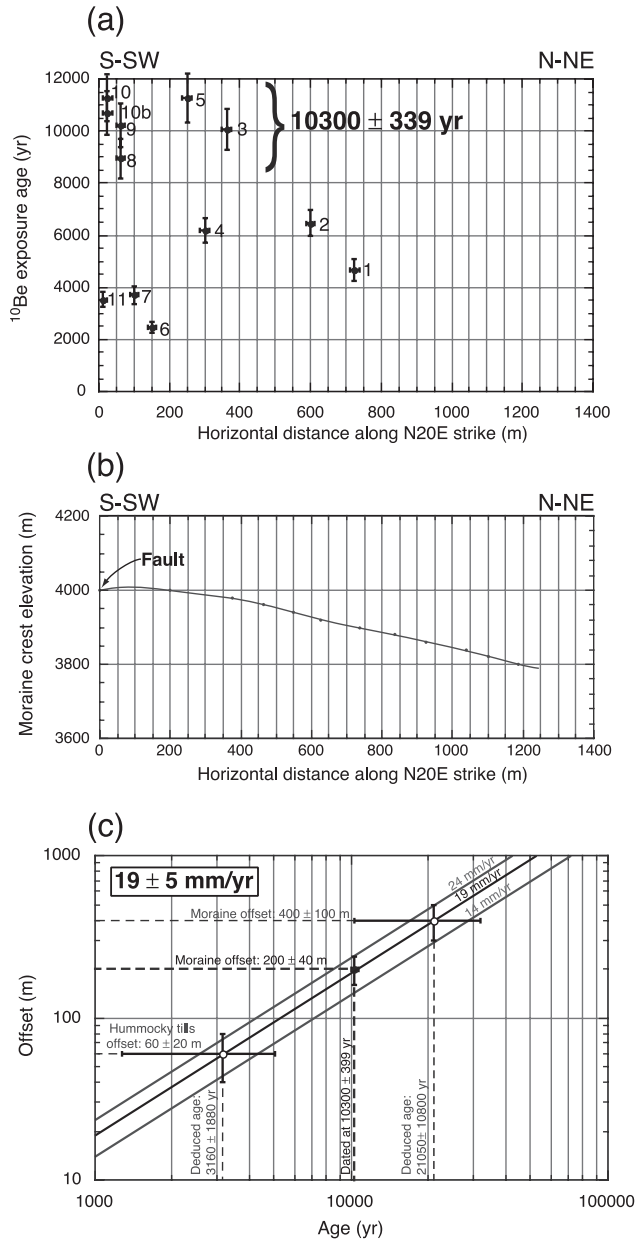 (a)
S-SW N-NE
12000
10000
8000
6000
4000
2000
0
10Be exposure age (yr)
10
10b
9
8
5
3
10300 ± 339 yr
4
2
1
11
7
6
0 200 400 600 800 1000 1200 1400
Horizontal distance along N20E strike (m)
(b)
S-SW N-NE
4200
4000
3800
3600
Moraine crest elevation (m)
Fault
0 200 400 600 800 1000 1200 1400
Horizontal distance along N20E strike (m)
(c)
1000
100
10
Offset (m)
19 ± 5 mm/yr
24 mm/yr
19 mm/yr
14 mm/yr
Moraine offset: 400 ± 100 m
Moraine offset: 200 ± 40 m
Hummocky tills
offset: 60 ± 20 m
Deduced age:
3160 ± 1880 yr
Dated at 10300 ± 399 yr
Deduced age:
21050 ± 10800 yr
1000 10000 100000
Age (yr)